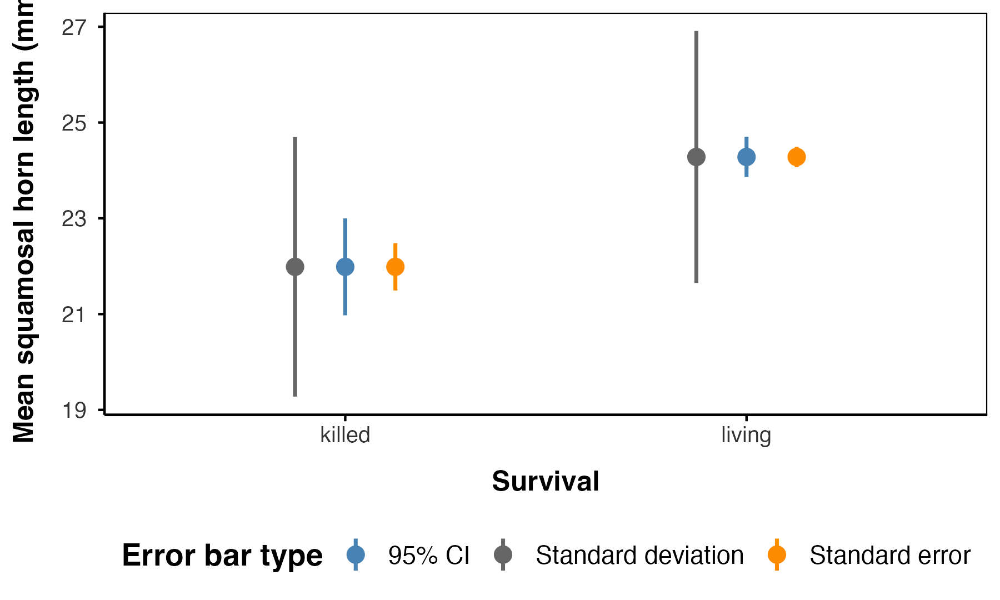 Mean squamosal horn length (mm
27
25
23
21
19
killed living
Survival
Error bar type 95% CI Standard deviation Standard error